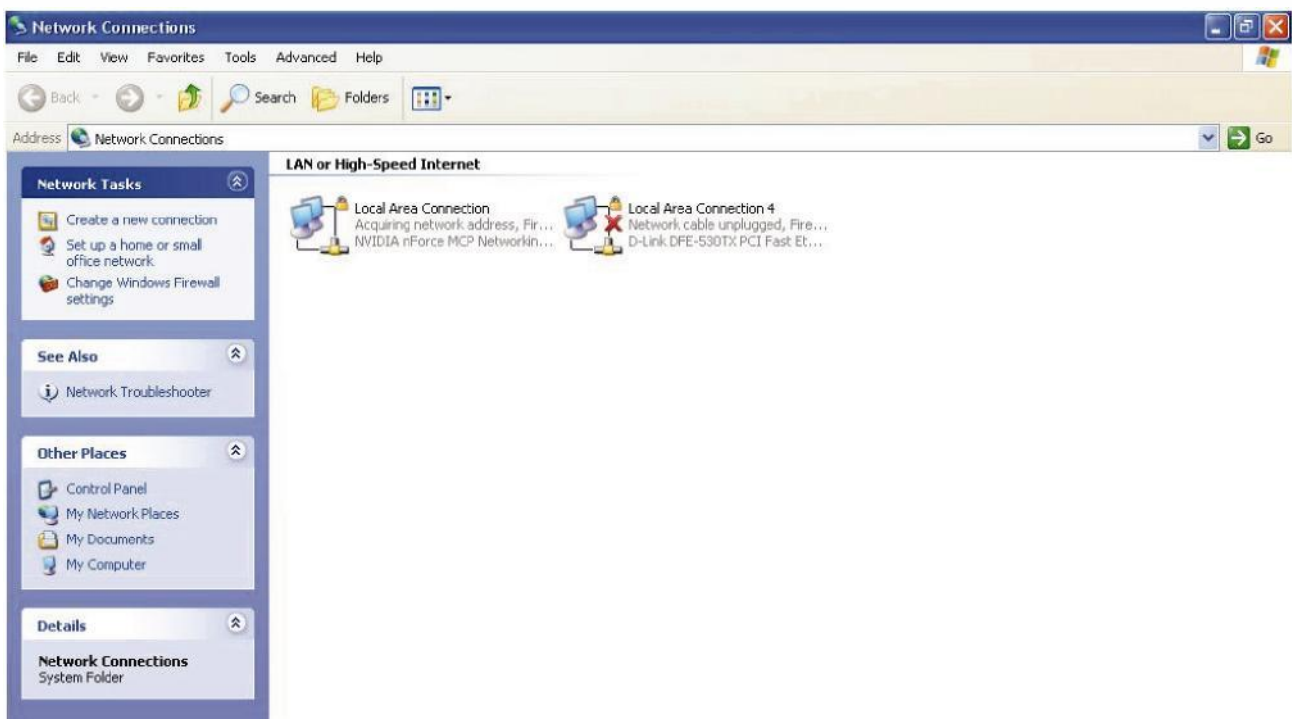 Network Connections
File Edit View Favorites Tools Advanced Help
Back Search Folders
Address Network Connections Go
Network Tasks
Create a new connection
Set up a home or small
office network
Change Windows Firewall
settings
See Also
Network Troubleshooter
Other Places
Control Panel
My Network Places
My Documents
My Computer
Details
Network Connections
System Folder
LAN or High-Speed Internet
Local Area Connection
Acquiring network address, Fir...
NVIDIA nForce MCP Networkin...
Local Area Connection 4
Network cable unplugged, Fire...
D-Link DFE-530TX PCI Fast Et...